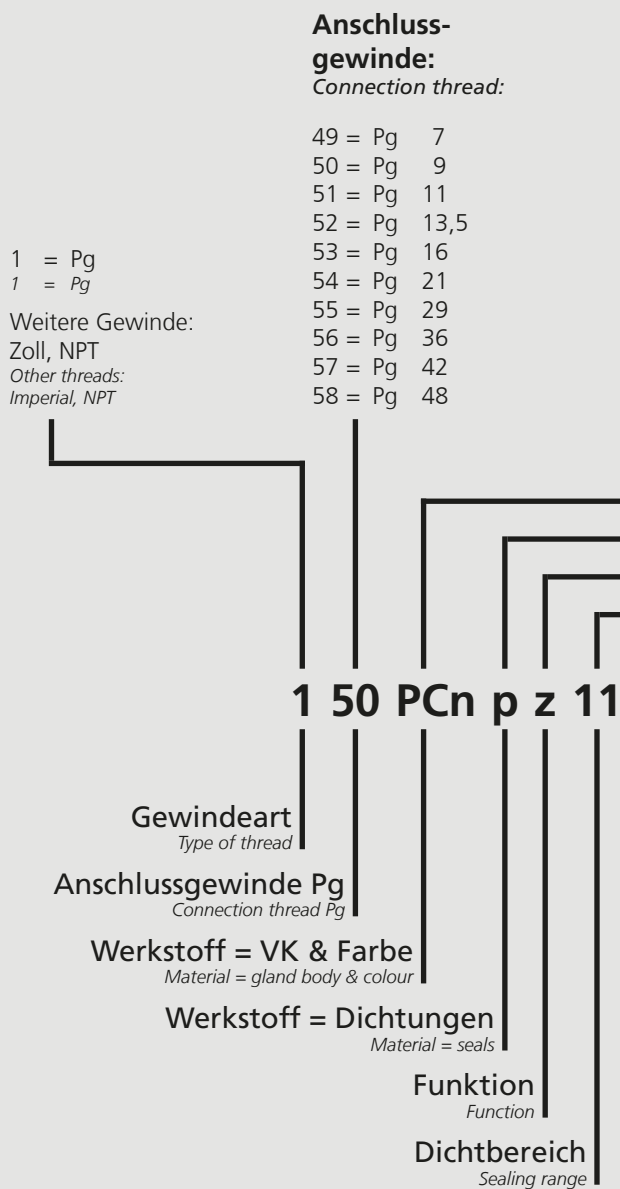 Anschluss-
gewinde:
Connection thread:
49 = Pg 7
50 = Pg 9
51 = Pg 11
52 = Pg 13,5
53 = Pg 16
54 = Pg 21
55 = Pg 29
56 = Pg 36
57 = Pg 42
58 = Pg 48
1 = Pg
1 = Pg
Weitere Gewinde:
Zoll, NPT
Other threads:
Imperial, NPT
1 50 PCn p z 11
Gewindeart
Type of thread
Anschlussgewinde Pg
Connection thread Pg
Werkstoff = VK & Farbe
Material = gland body & colour
Werkstoff = Dichtungen
Material = seals
Funktion
Function
Dichtbereich
Sealing range